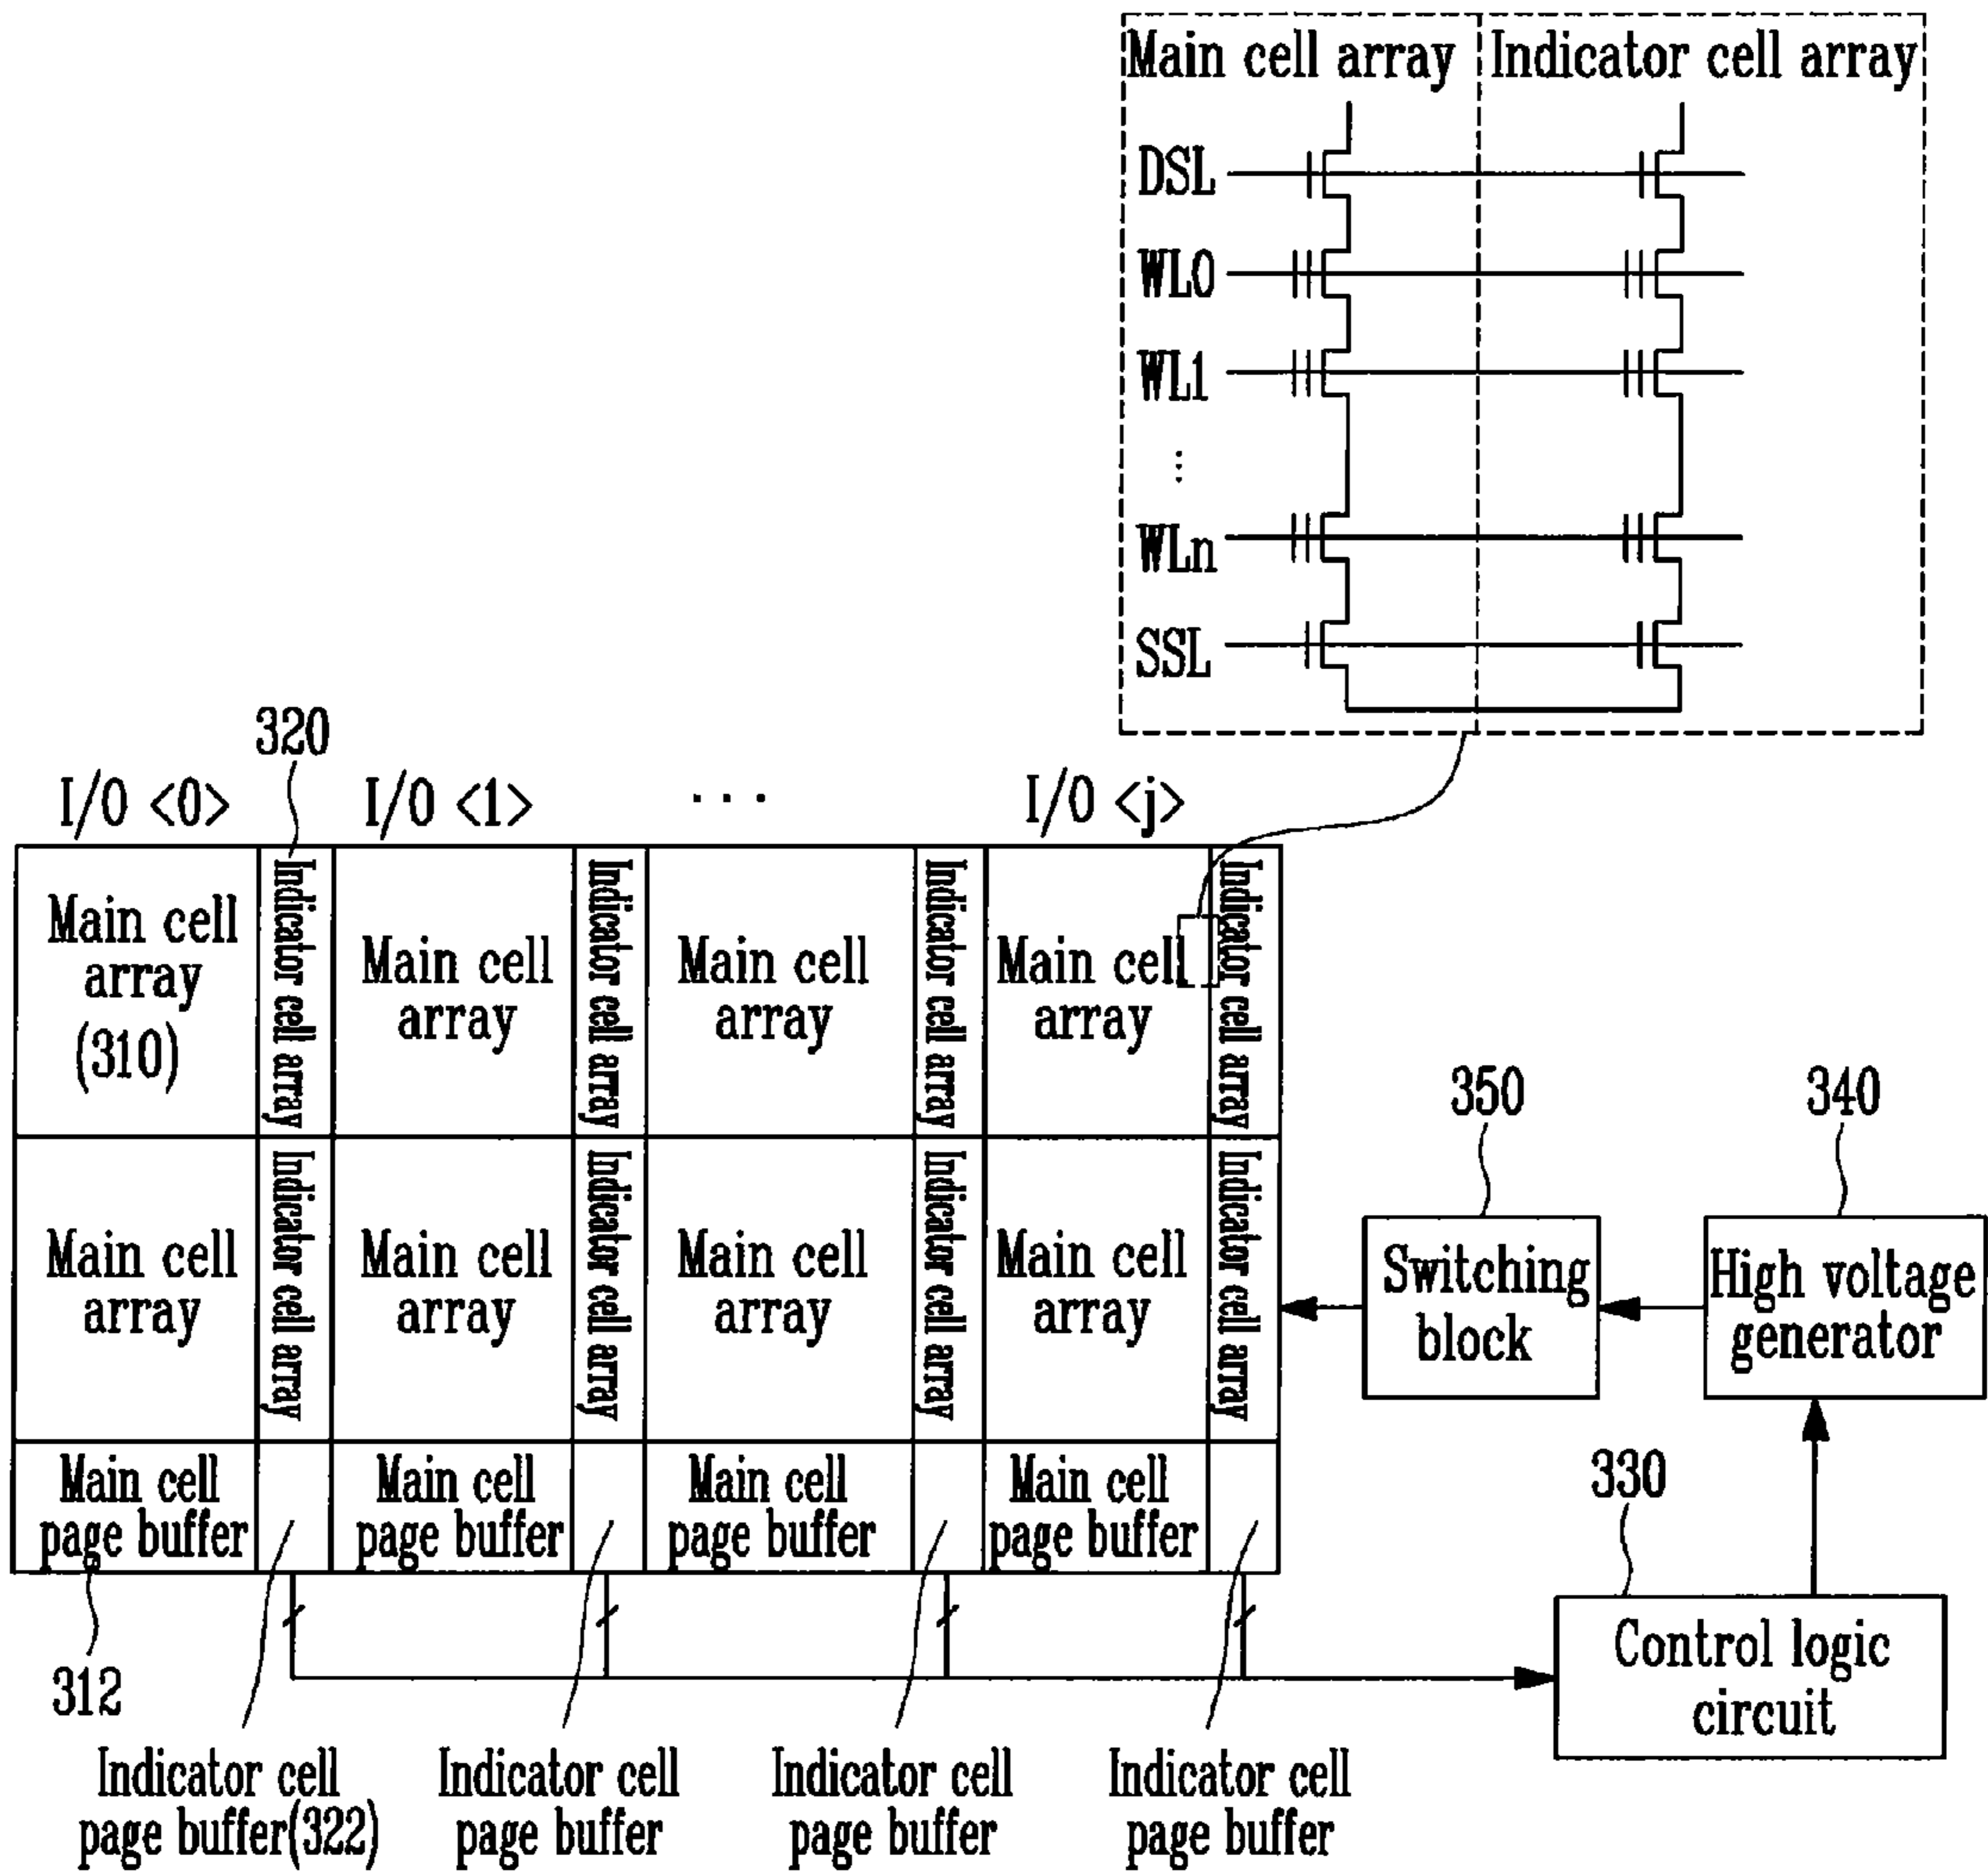 Main cell array Indicator cell array
DSL
WL0
WL1
⋮
WLn
SSL
320
I/O <0> I/O <1> · · · I/O <j>
Main cell
array
(310)
Indicator cell array
Main cell
array
Indicator cell array
Main cell
array
Indicator cell array
Main cell
array
Indicator cell array
Main cell
array
Indicator cell array
Main cell
array
Indicator cell array
Main cell
array
Indicator cell array
Main cell
array
Indicator cell array
Main cell
page buffer
Main cell
page buffer
Main cell
page buffer
Main cell
page buffer
350
Switching
block
340
High voltage
generator
330
Control logic
circuit
312
Indicator cell
page buffer(322)
Indicator cell
page buffer
Indicator cell
page buffer
Indicator cell
page buffer